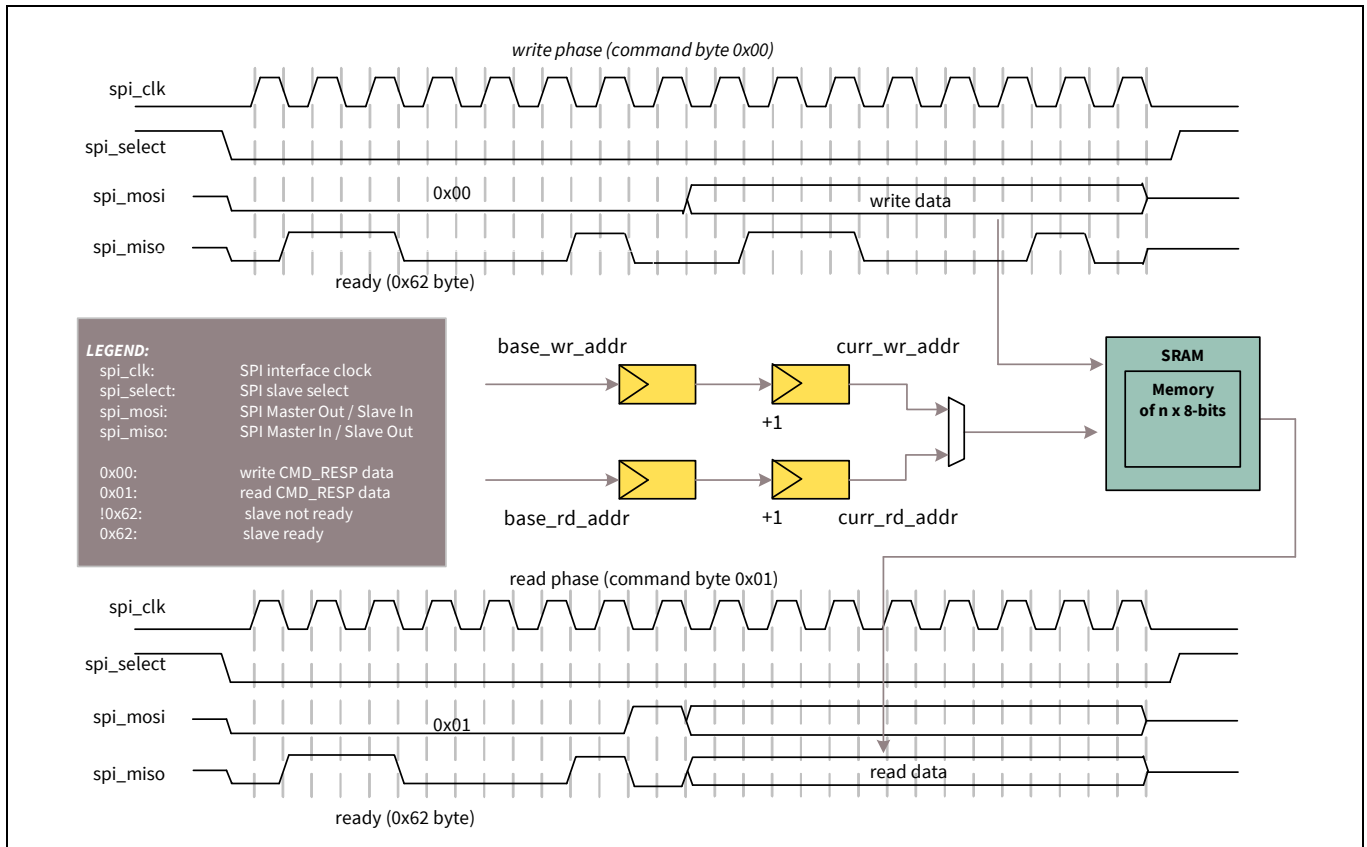 write phase (command byte 0x00)
spi_clk
spi_select
spi_mosi
0x00
write data
spi_miso
ready (0x62 byte)
LEGEND:
spi_clk: SPI interface clock
spi_select: SPI slave select
spi_mosi: SPI Master Out / Slave In
spi_miso: SPI Master In / Slave Out
0x00: write CMD_RESP data
0x01: read CMD_RESP data
!0x62: slave not ready
0x62: slave ready
base_wr_addr
curr_wr_addr
+1
base_rd_addr
+1
curr_rd_addr
SRAM
Memory
of n x 8-bits
read phase (command byte 0x01)
spi_clk
spi_select
spi_mosi
0x01
spi_miso
read data
ready (0x62 byte)